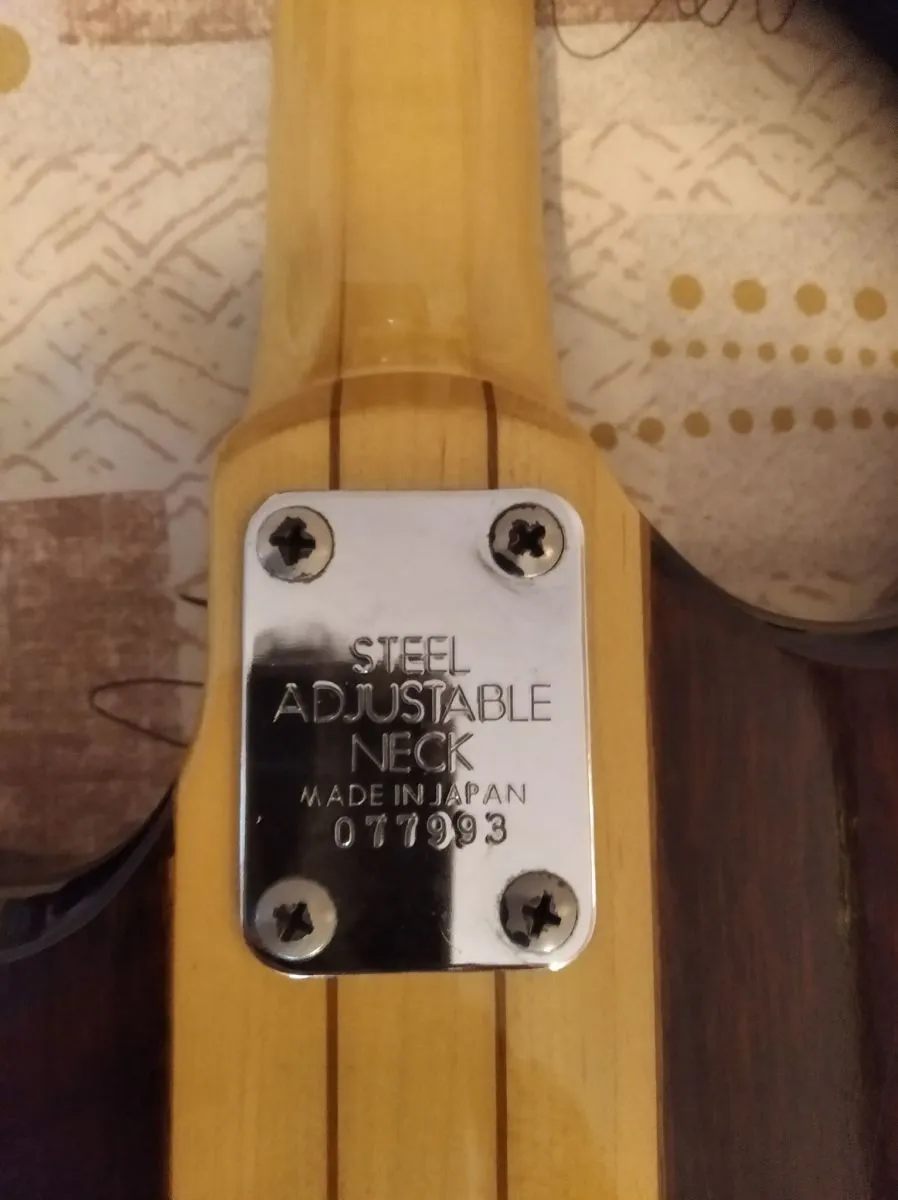 STEEL
ADJUSTABLE
NECK
MADE IN JAPAN
077993